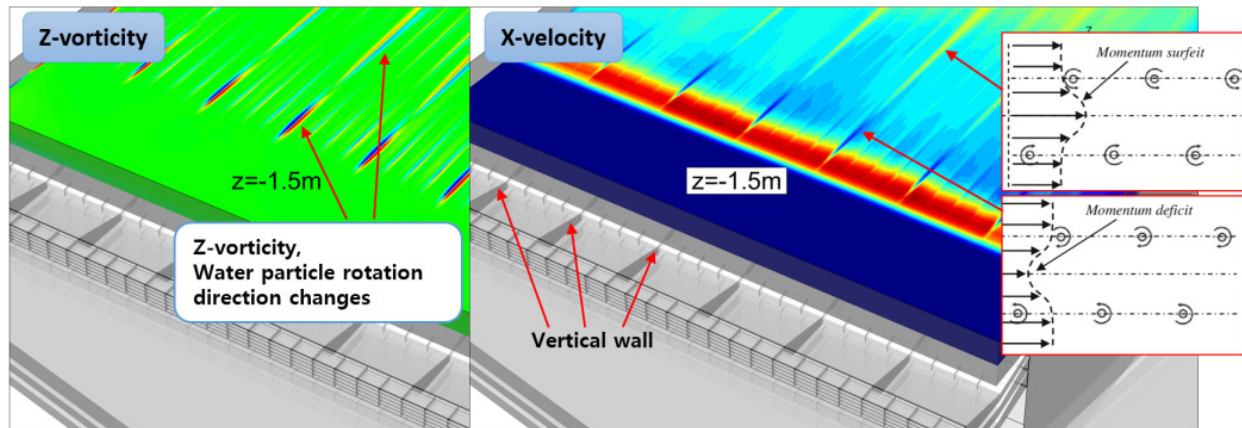 Z-vorticity
z=-1.5m
Z-vorticity,
Water particle rotation
direction changes
X-velocity
z=-1.5m
Vertical wall
z
Momentum surfeit
Momentum deficit